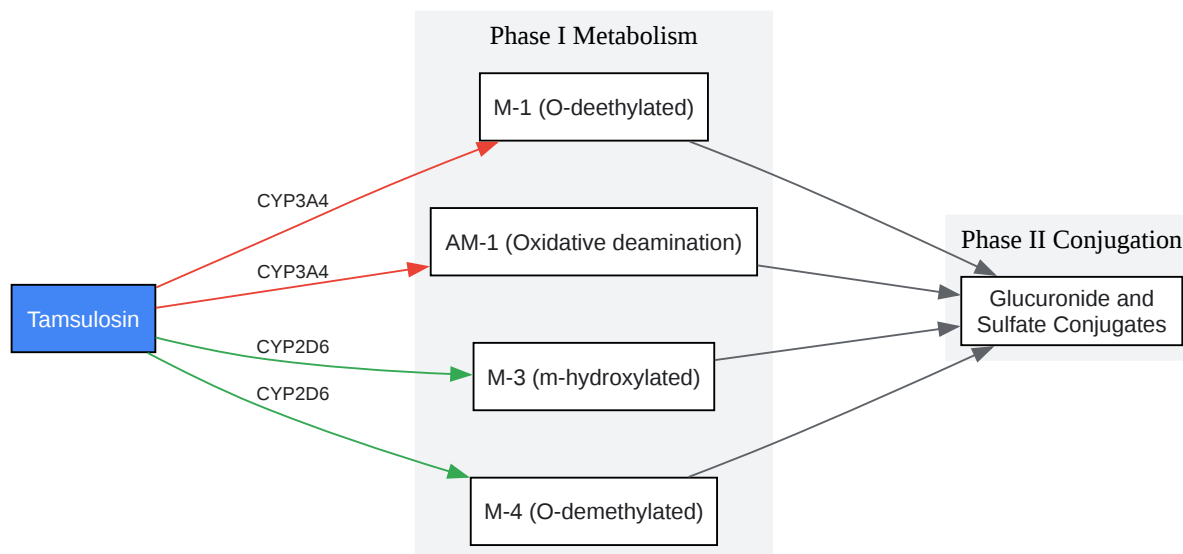 Phase I Metabolism
M-1 (O-deethylated)
CYP3A4
AM-1 (Oxidative deamination)
Phase II Conjugation
CYP3A4
Tamsulosin
Glucuronide and
Sulfate Conjugates
CYP2D6
M-3 (m-hydroxylated)
CYP2D6
M-4 (O-demethylated)